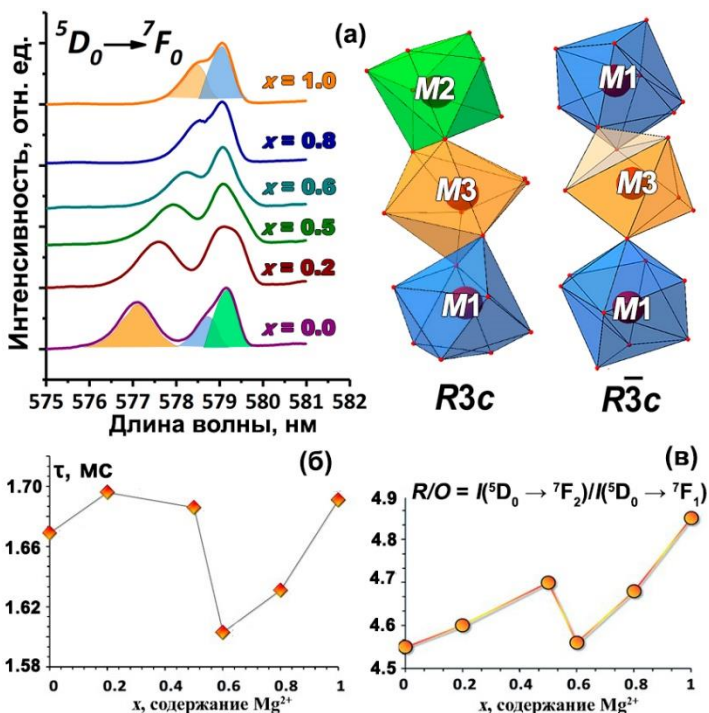 ⁵D₀→⁷F₀
(а)
Интенсивность, отн. ед.
x = 1.0
x = 0.8
x = 0.6
x = 0.5
x = 0.2
x = 0.0
575 576 577 578 579 580 581 582
Длина волны, нм
M2
M3
M1
R3c
M1
M3
M1
R3̅c
(б)
τ, мс
1.70
1.66
1.62
1.58
0 0.2 0.4 0.6 0.8 1
x, содержание Mg²⁺
(в)
R/O = I(⁵D₀ → ⁷F₂)/I(⁵D₀ → ⁷F₁)
4.9
4.8
4.7
4.6
4.5
0 0.2 0.4 0.6 0.8 1
x, содержание Mg²⁺